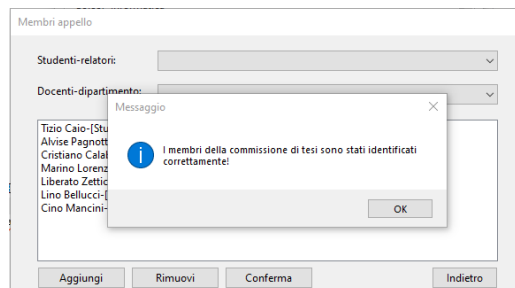 Membri appello
Studenti-relatori:
Docenti-dipartimento:
Messaggio
I membri della commissione di tesi sono stati identificati
correttamente!
OK
Tizio Caio-[Stu
Alvise Pagnott
Cristiano Calab
Marino Lorenz
Liberato Zettic
Lino Bellucci-[
Cino Mancini-
Aggiungi Rimuovi Conferma Indietro